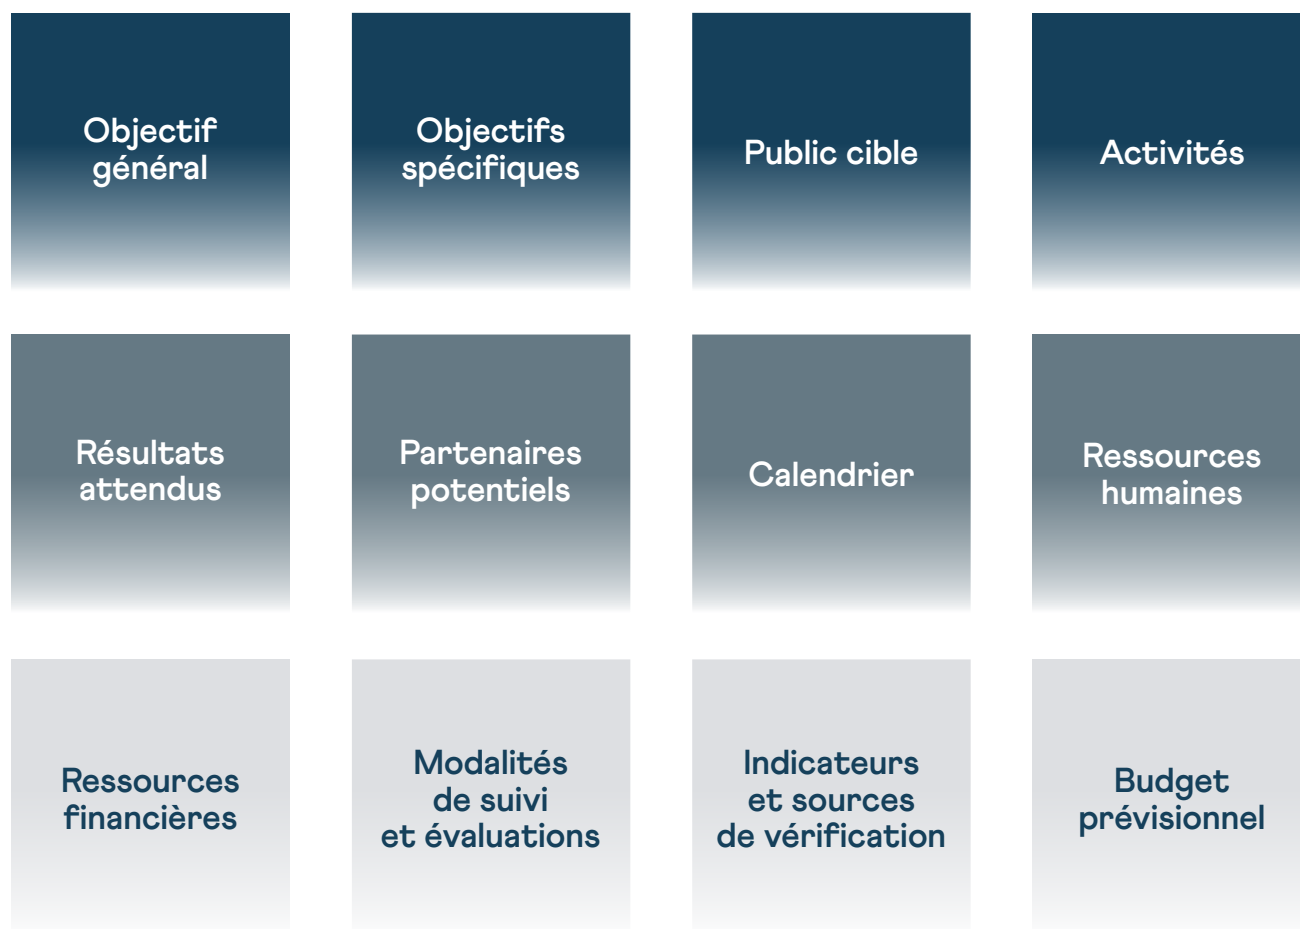 Objectif
général
Objectifs
spécifiques
Public cible
Activités
Résultats
attendus
Partenaires
potentiels
Calendrier
Ressources
humaines
Ressources
financières
Modalités
de suivi
et évaluations
Indicateurs
et sources
de vérification
Budget
prévisionnel